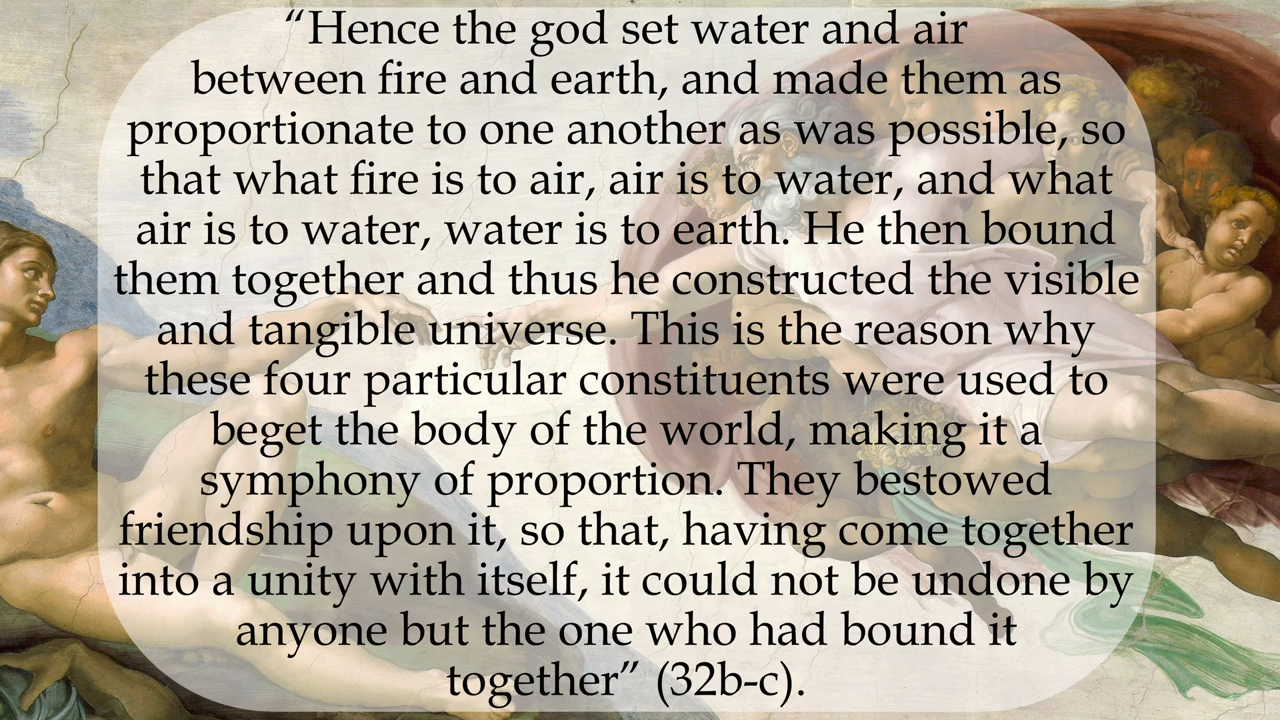 “Hence the god set water and air
between fire and earth, and made them as
proportionate to one another as was possible, so
that what fire is to air, air is to water, and what
air is to water, water is to earth. He then bound
them together and thus he constructed the visible
and tangible universe. This is the reason why
these four particular constituents were used to
beget the body of the world, making it a
symphony of proportion. They bestowed
friendship upon it, so that, having come together
into a unity with itself, it could not be undone by
anyone but the one who had bound it
together” (32b-c).